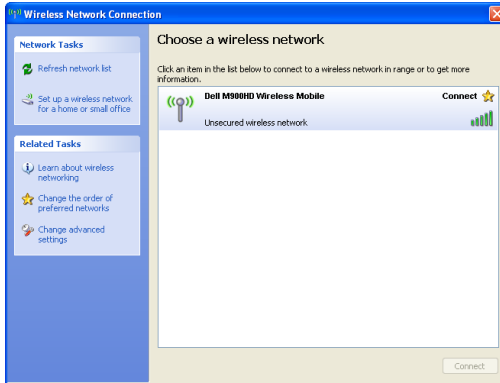 Wireless Network Connection
Network Tasks
Refresh network list
Set up a wireless network
for a home or small office
Related Tasks
Learn about wireless
networking
Change the order of
preferred networks
Change advanced
settings
Choose a wireless network
Click an item in the list below to connect to a wireless network in range or to get more
information.
Dell M900HD Wireless Mobile
Connect
Unsecured wireless network
Connect